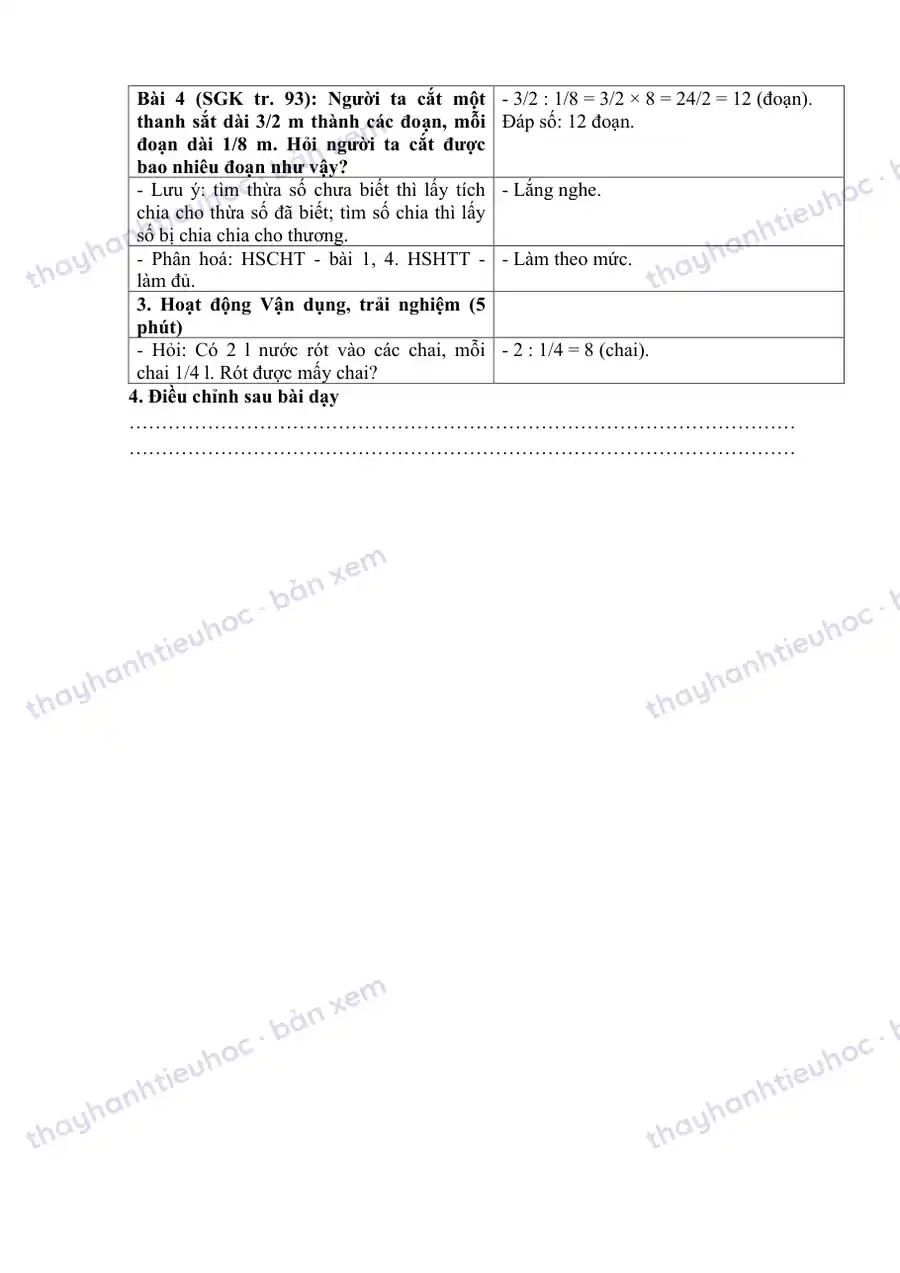 Bài 4 (SGK tr. 93): Người ta cắt một
thanh sắt dài 3/2 m thành các đoạn, mỗi
đoạn dài 1/8 m. Hỏi người ta cắt được
bao nhiêu đoạn như vậy?
- 3/2 : 1/8 = 3/2 × 8 = 24/2 = 12 (đoạn).
Đáp số: 12 đoạn.
- Lưu ý: tìm thừa số chưa biết thì lấy tích
chia cho thừa số đã biết; tìm số chia thì lấy
số bị chia chia cho thương.
- Lắng nghe.
- Phân hoá: HSCHT - bài 1, 4. HSHTT -
làm đủ.
- Làm theo mức.
3. Hoạt động Vận dụng, trải nghiệm (5
phút)
- Hỏi: Có 2 l nước rót vào các chai, mỗi
chai 1/4 l. Rót được mấy chai?
- 2 : 1/4 = 8 (chai).
4. Điều chỉnh sau bài dạy
……………………………………………………………………………………………
……………………………………………………………………………………………
thayhanhtieuhoc · bản xem
thayhanhtieuhoc · b
thayhanhtieuhoc · bản xem
thayhanhtieuhoc · b
thayhanhtieuhoc · bản xem
thayhanhtieuhoc · b